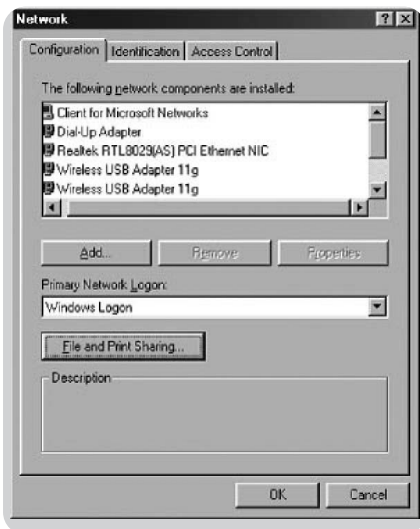 Network
Configuration Identification Access Control
The following network components are installed:
Client for Microsoft Networks
Dial-Up Adapter
Realtek RTL8029(AS) PCI Ethernet NIC
Wireless USB Adapter 11g
Wireless USB Adapter 11g
Add... Remove Properties
Primary Network Logon:
Windows Logon
File and Print Sharing...
Description
OK Cancel